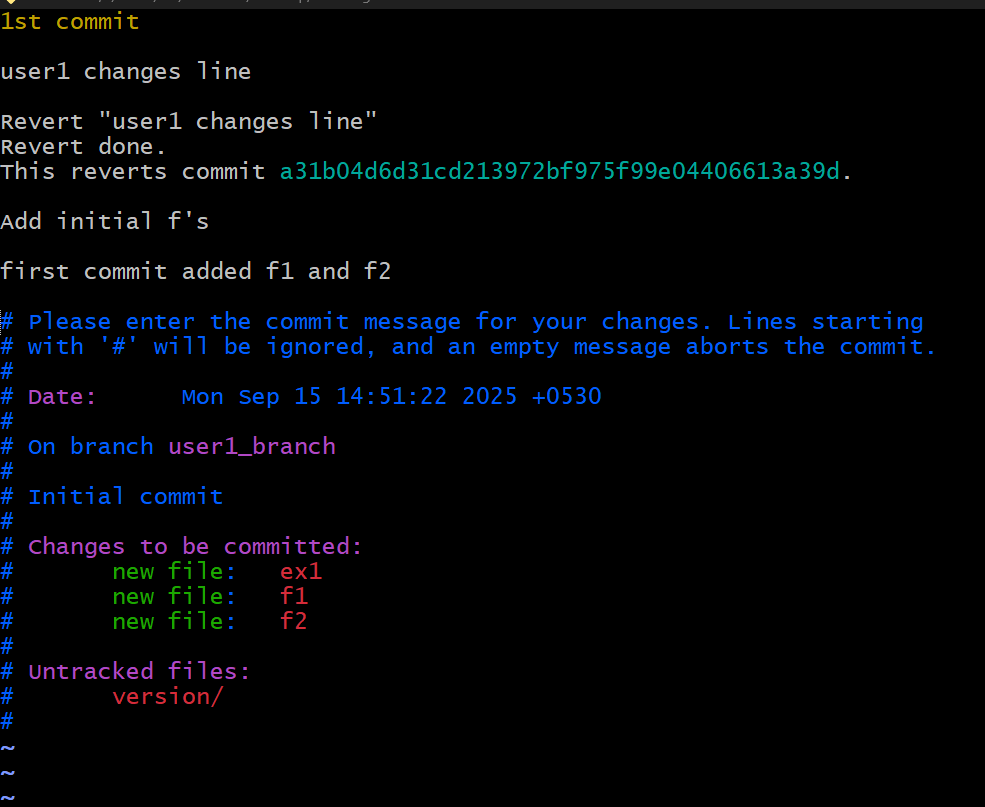 1st commit
user1 changes line
Revert "user1 changes line"
Revert done.
This reverts commit a31b04d6d31cd213972bf975f99e04406613a39d.
Add initial f's
first commit added f1 and f2
# Please enter the commit message for your changes. Lines starting
# with '#' will be ignored, and an empty message aborts the commit.
#
# Date:      Mon Sep 15 14:51:22 2025 +0530
#
# On branch user1_branch
#
# Initial commit
#
# Changes to be committed:
#       new file:   ex1
#       new file:   f1
#       new file:   f2
#
# Untracked files:
#       version/
#
~
~
~